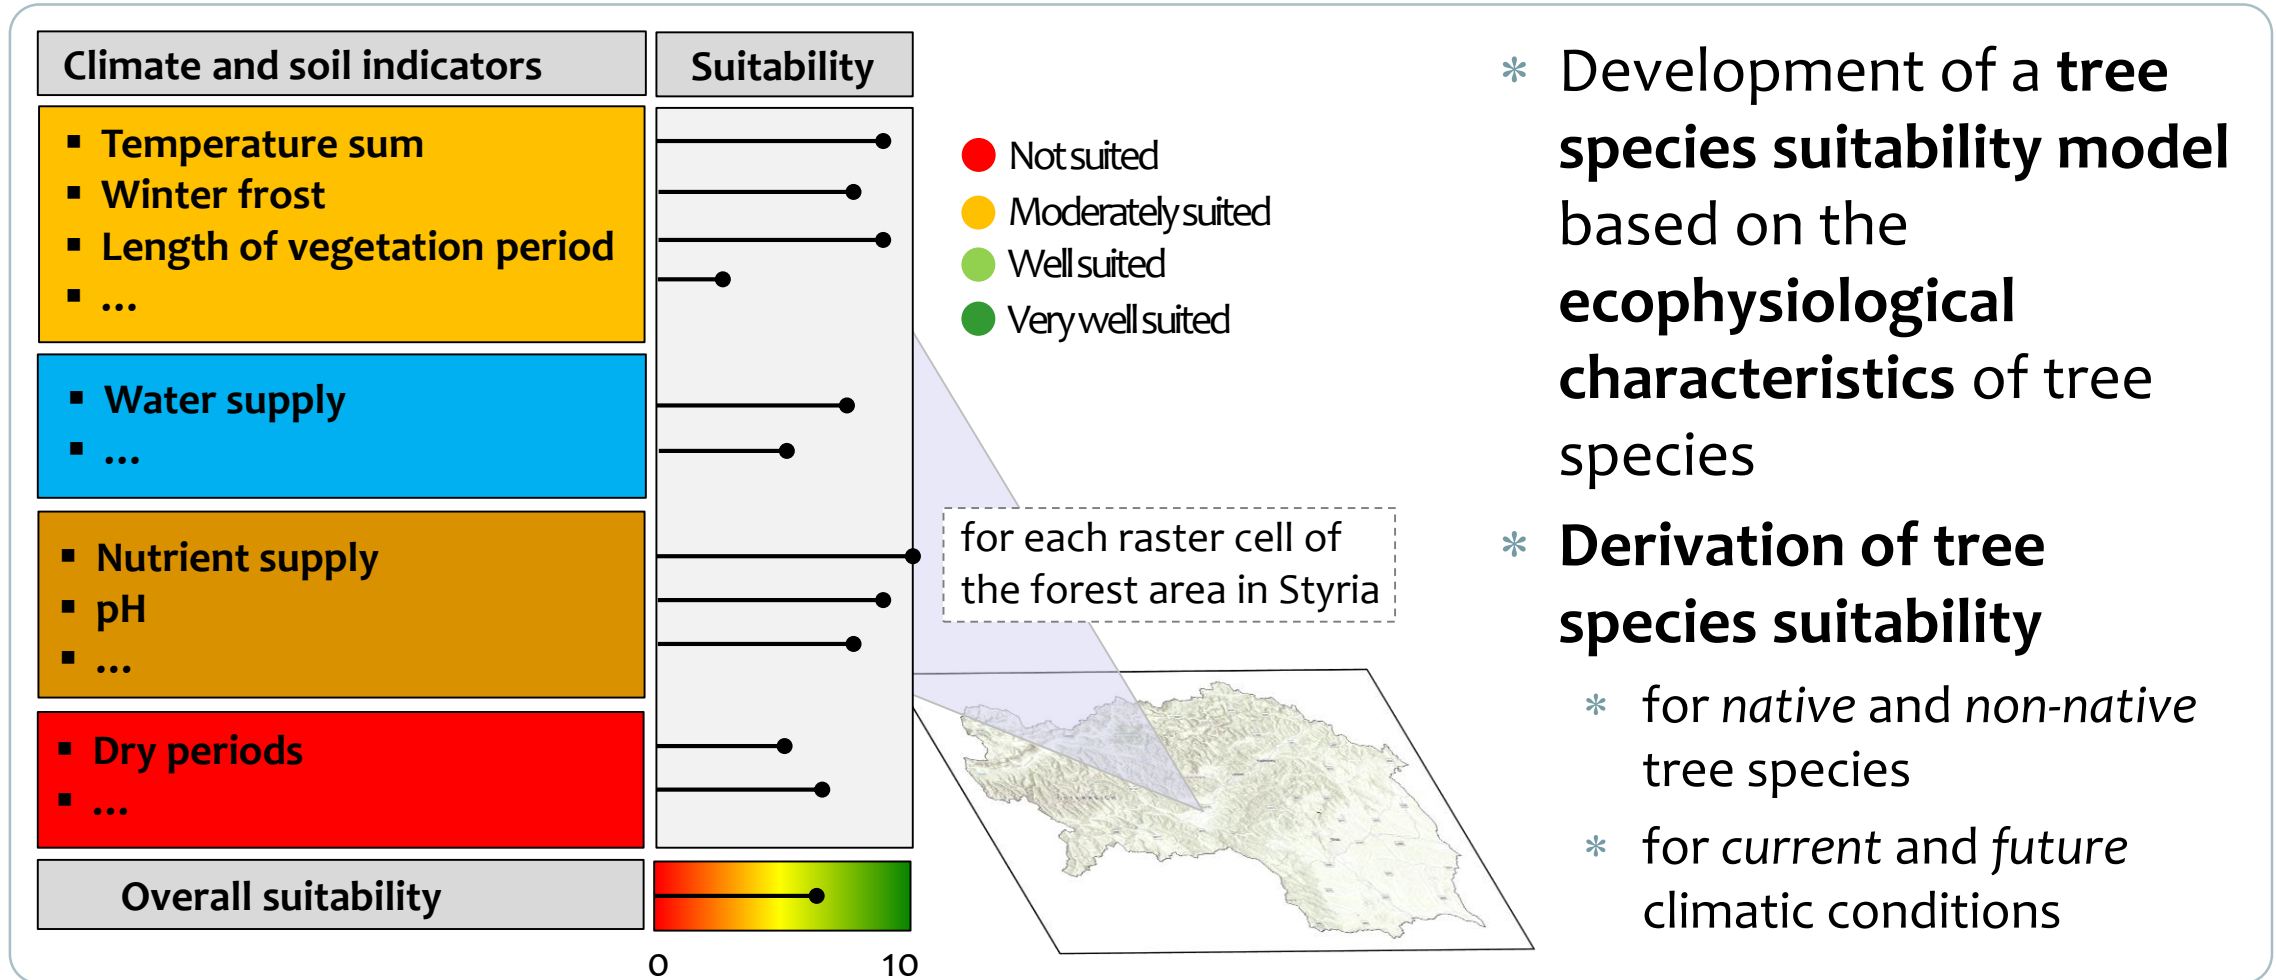 Climate and soil indicators
Suitability
▪ Temperature sum
▪ Winter frost
▪ Length of vegetation period
▪ ...
▪ Water supply
▪ ...
▪ Nutrient supply
▪ pH
▪ ...
▪ Dry periods
▪ ...
Overall suitability
0 10
Not suited
Moderately suited
Well suited
Very well suited
for each raster cell of
the forest area in Styria
* Development of a tree
species suitability model
based on the
ecophysiological
characteristics of tree
species
* Derivation of tree
species suitability
* for native and non-native
tree species
* for current and future
climatic conditions